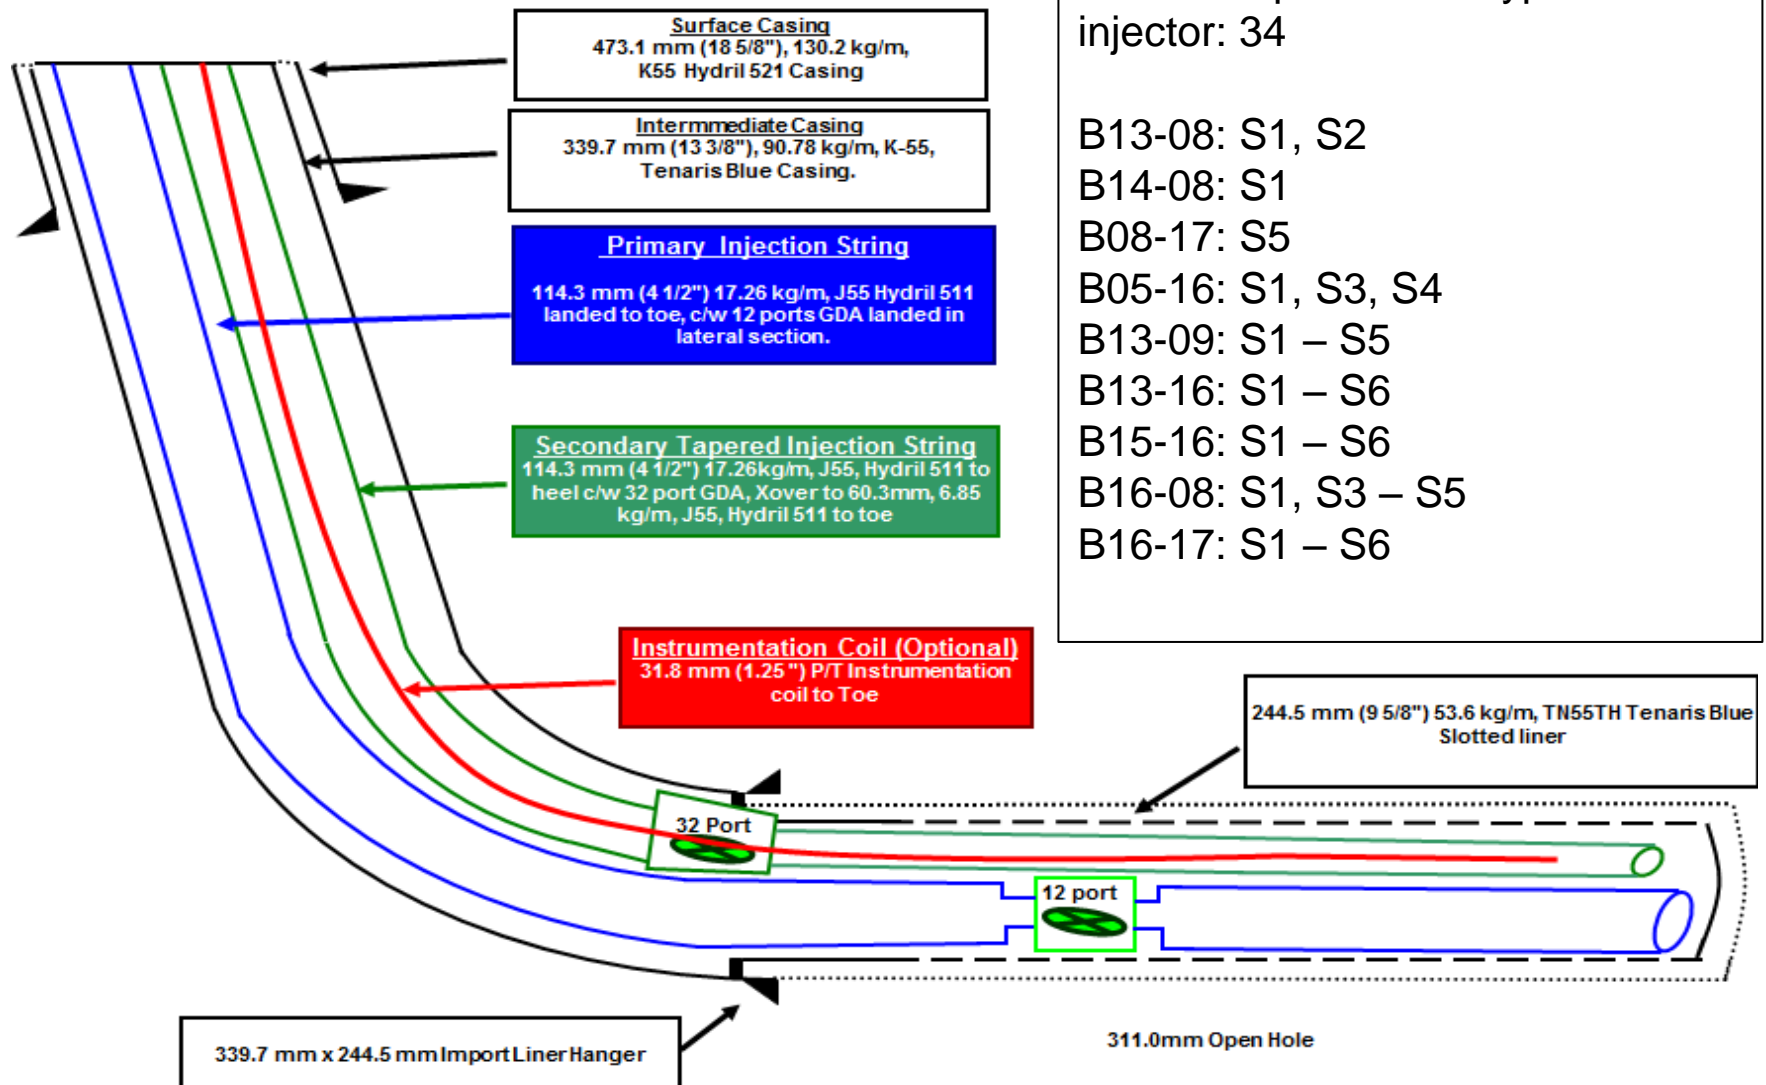 Surface Casing
473.1 mm (18 5/8"), 130.2 kg/m,
K55 Hydril 521 Casing
Intermmediate Casing
339.7 mm (13 3/8"), 90.78 kg/m, K-55,
Tenaris Blue Casing.
Primary Injection String
114.3 mm (4 1/2") 17.26 kg/m, J55 Hydril 511
landed to toe, c/w 12 ports GDA landed in
lateral section.
Secondary Tapered Injection String
114.3 mm (4 1/2") 17.26kg/m, J55, Hydril 511 to
heel c/w 32 port GDA, Xover to 60.3mm, 6.85
kg/m, J55, Hydril 511 to toe
Instrumentation Coil (Optional)
31.8 mm (1.25") P/T Instrumentation
coil to Toe
injector: 34
B13-08: S1, S2
B14-08: S1
B08-17: S5
B05-16: S1, S3, S4
B13-09: S1 – S5
B13-16: S1 – S6
B15-16: S1 – S6
B16-08: S1, S3 – S5
B16-17: S1 – S6
244.5 mm (9 5/8") 53.6 kg/m, TN55TH Tenaris Blue
Slotted liner
32 Port
12 port
339.7 mm x 244.5 mm Import Liner Hanger
311.0mm Open Hole